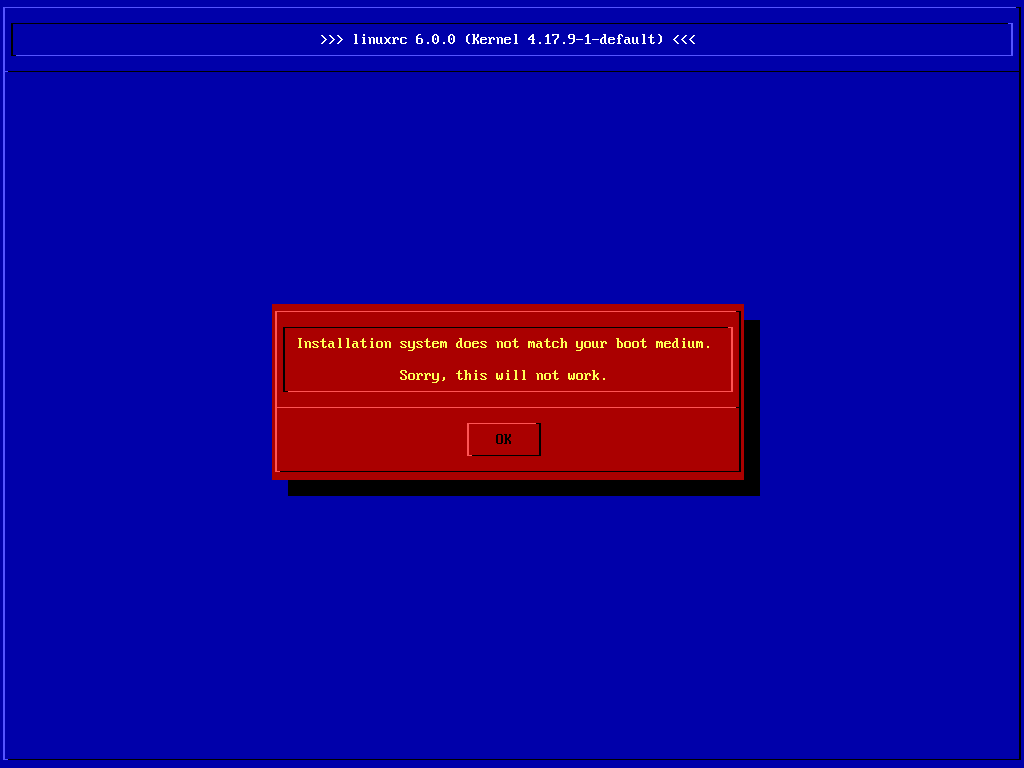 >>> linuxrc 6.0.0 (Kernel 4.17.9-1-default) <<<
Installation system does not match your boot medium.
Sorry, this will not work.
OK